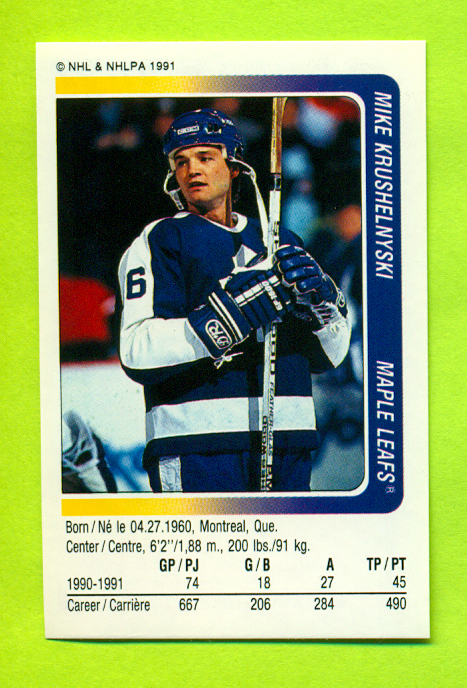 © NHL & NHLPA 1991
MIKE KRUSHELNYSKI
MAPLE LEAFS®
6
Born / Né le 04.27.1960, Montreal, Que.
Center / Centre, 6'2''/1,88 m., 200 lbs./91 kg.
GP / PJ G / B A TP / PT
1990-1991 74 18 27 45
Career / Carrière 667 206 284 490